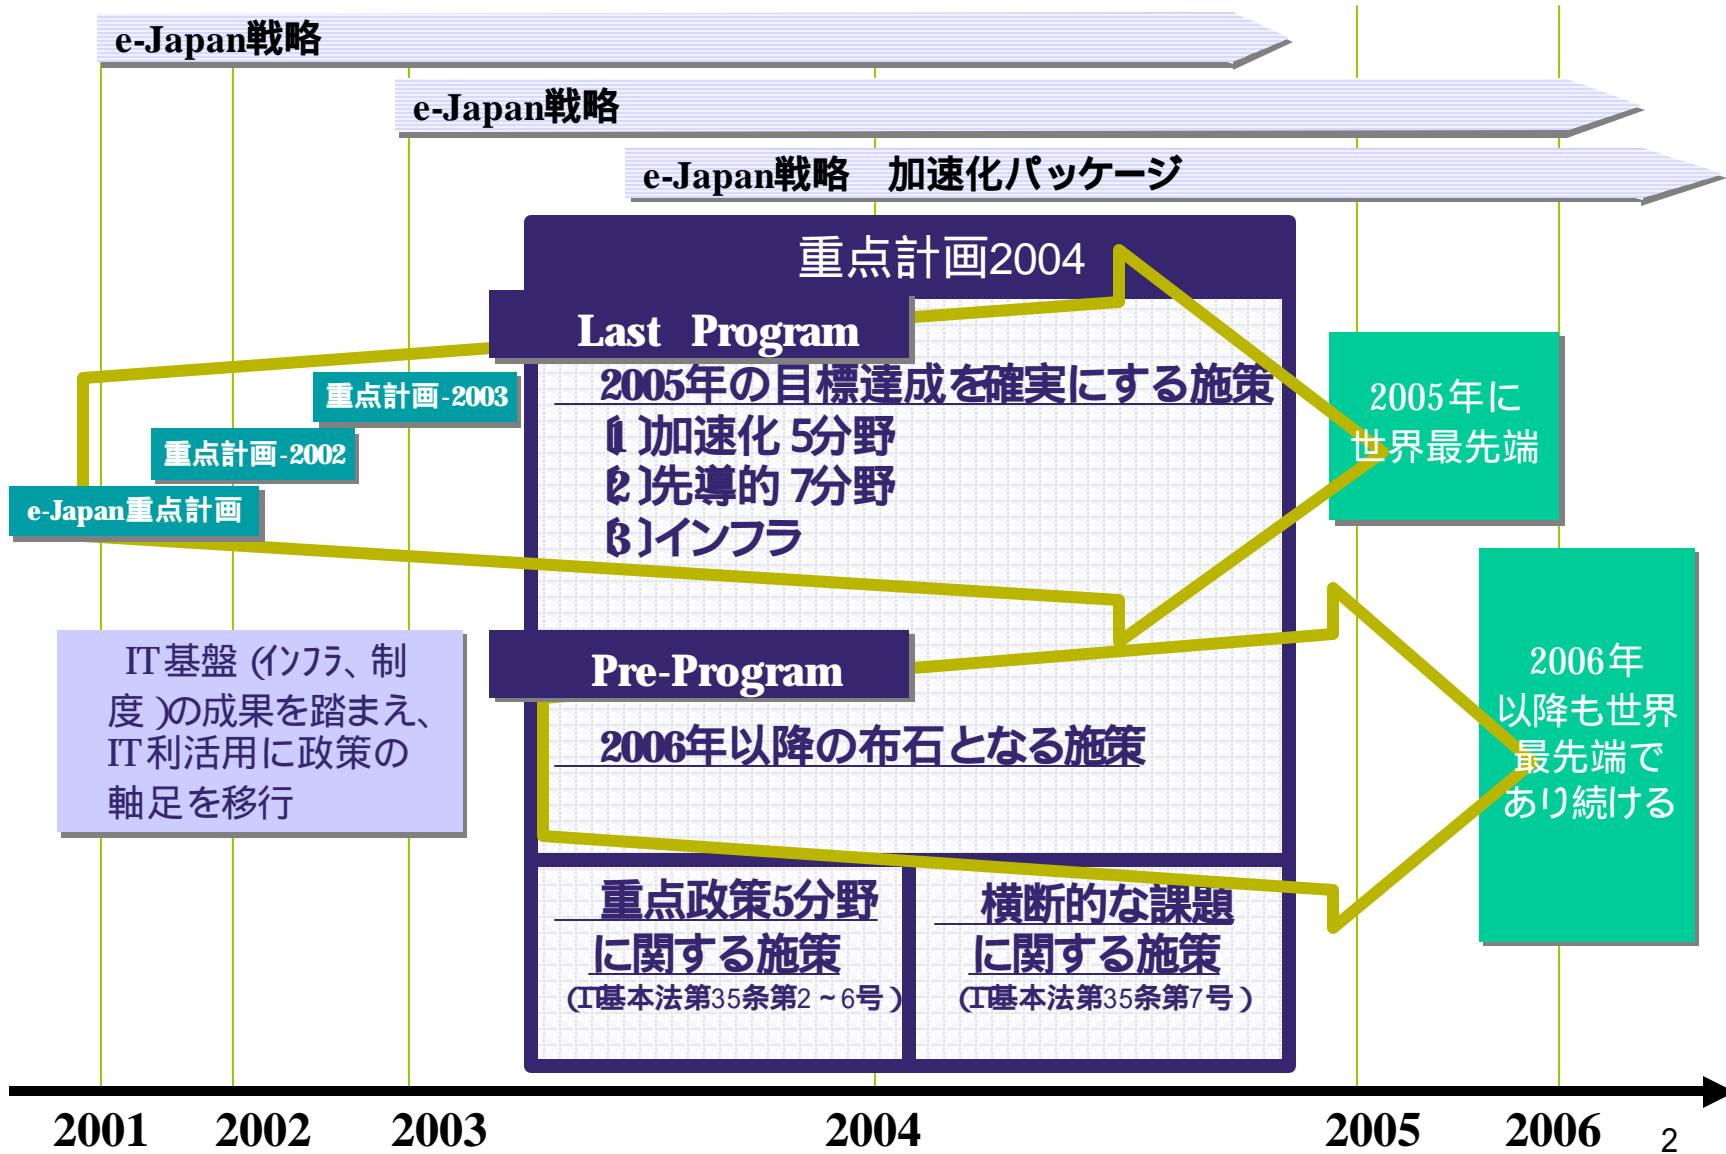 e-Japan戦略
e-Japan戦略
e-Japan戦略　加速化パッケージ
重点計画2004
Last Program
2005年の目標達成を確実にする施策
(1)加速化5分野
(2)先導的7分野
(3)インフラ
重点計画-2003
重点計画-2002
e-Japan重点計画
2005年に
世界最先端
IT基盤(インフラ、制
度)の成果を踏まえ、
IT利活用に政策の
軸足を移行
Pre-Program
2006年以降の布石となる施策
2006年
以降も世界
最先端で
あり続ける
重点政策5分野
に関する施策
(IT基本法第35条第2~6号)
横断的な課題
に関する施策
(IT基本法第35条第7号)
2001 2002 2003 2004 2005 2006
2